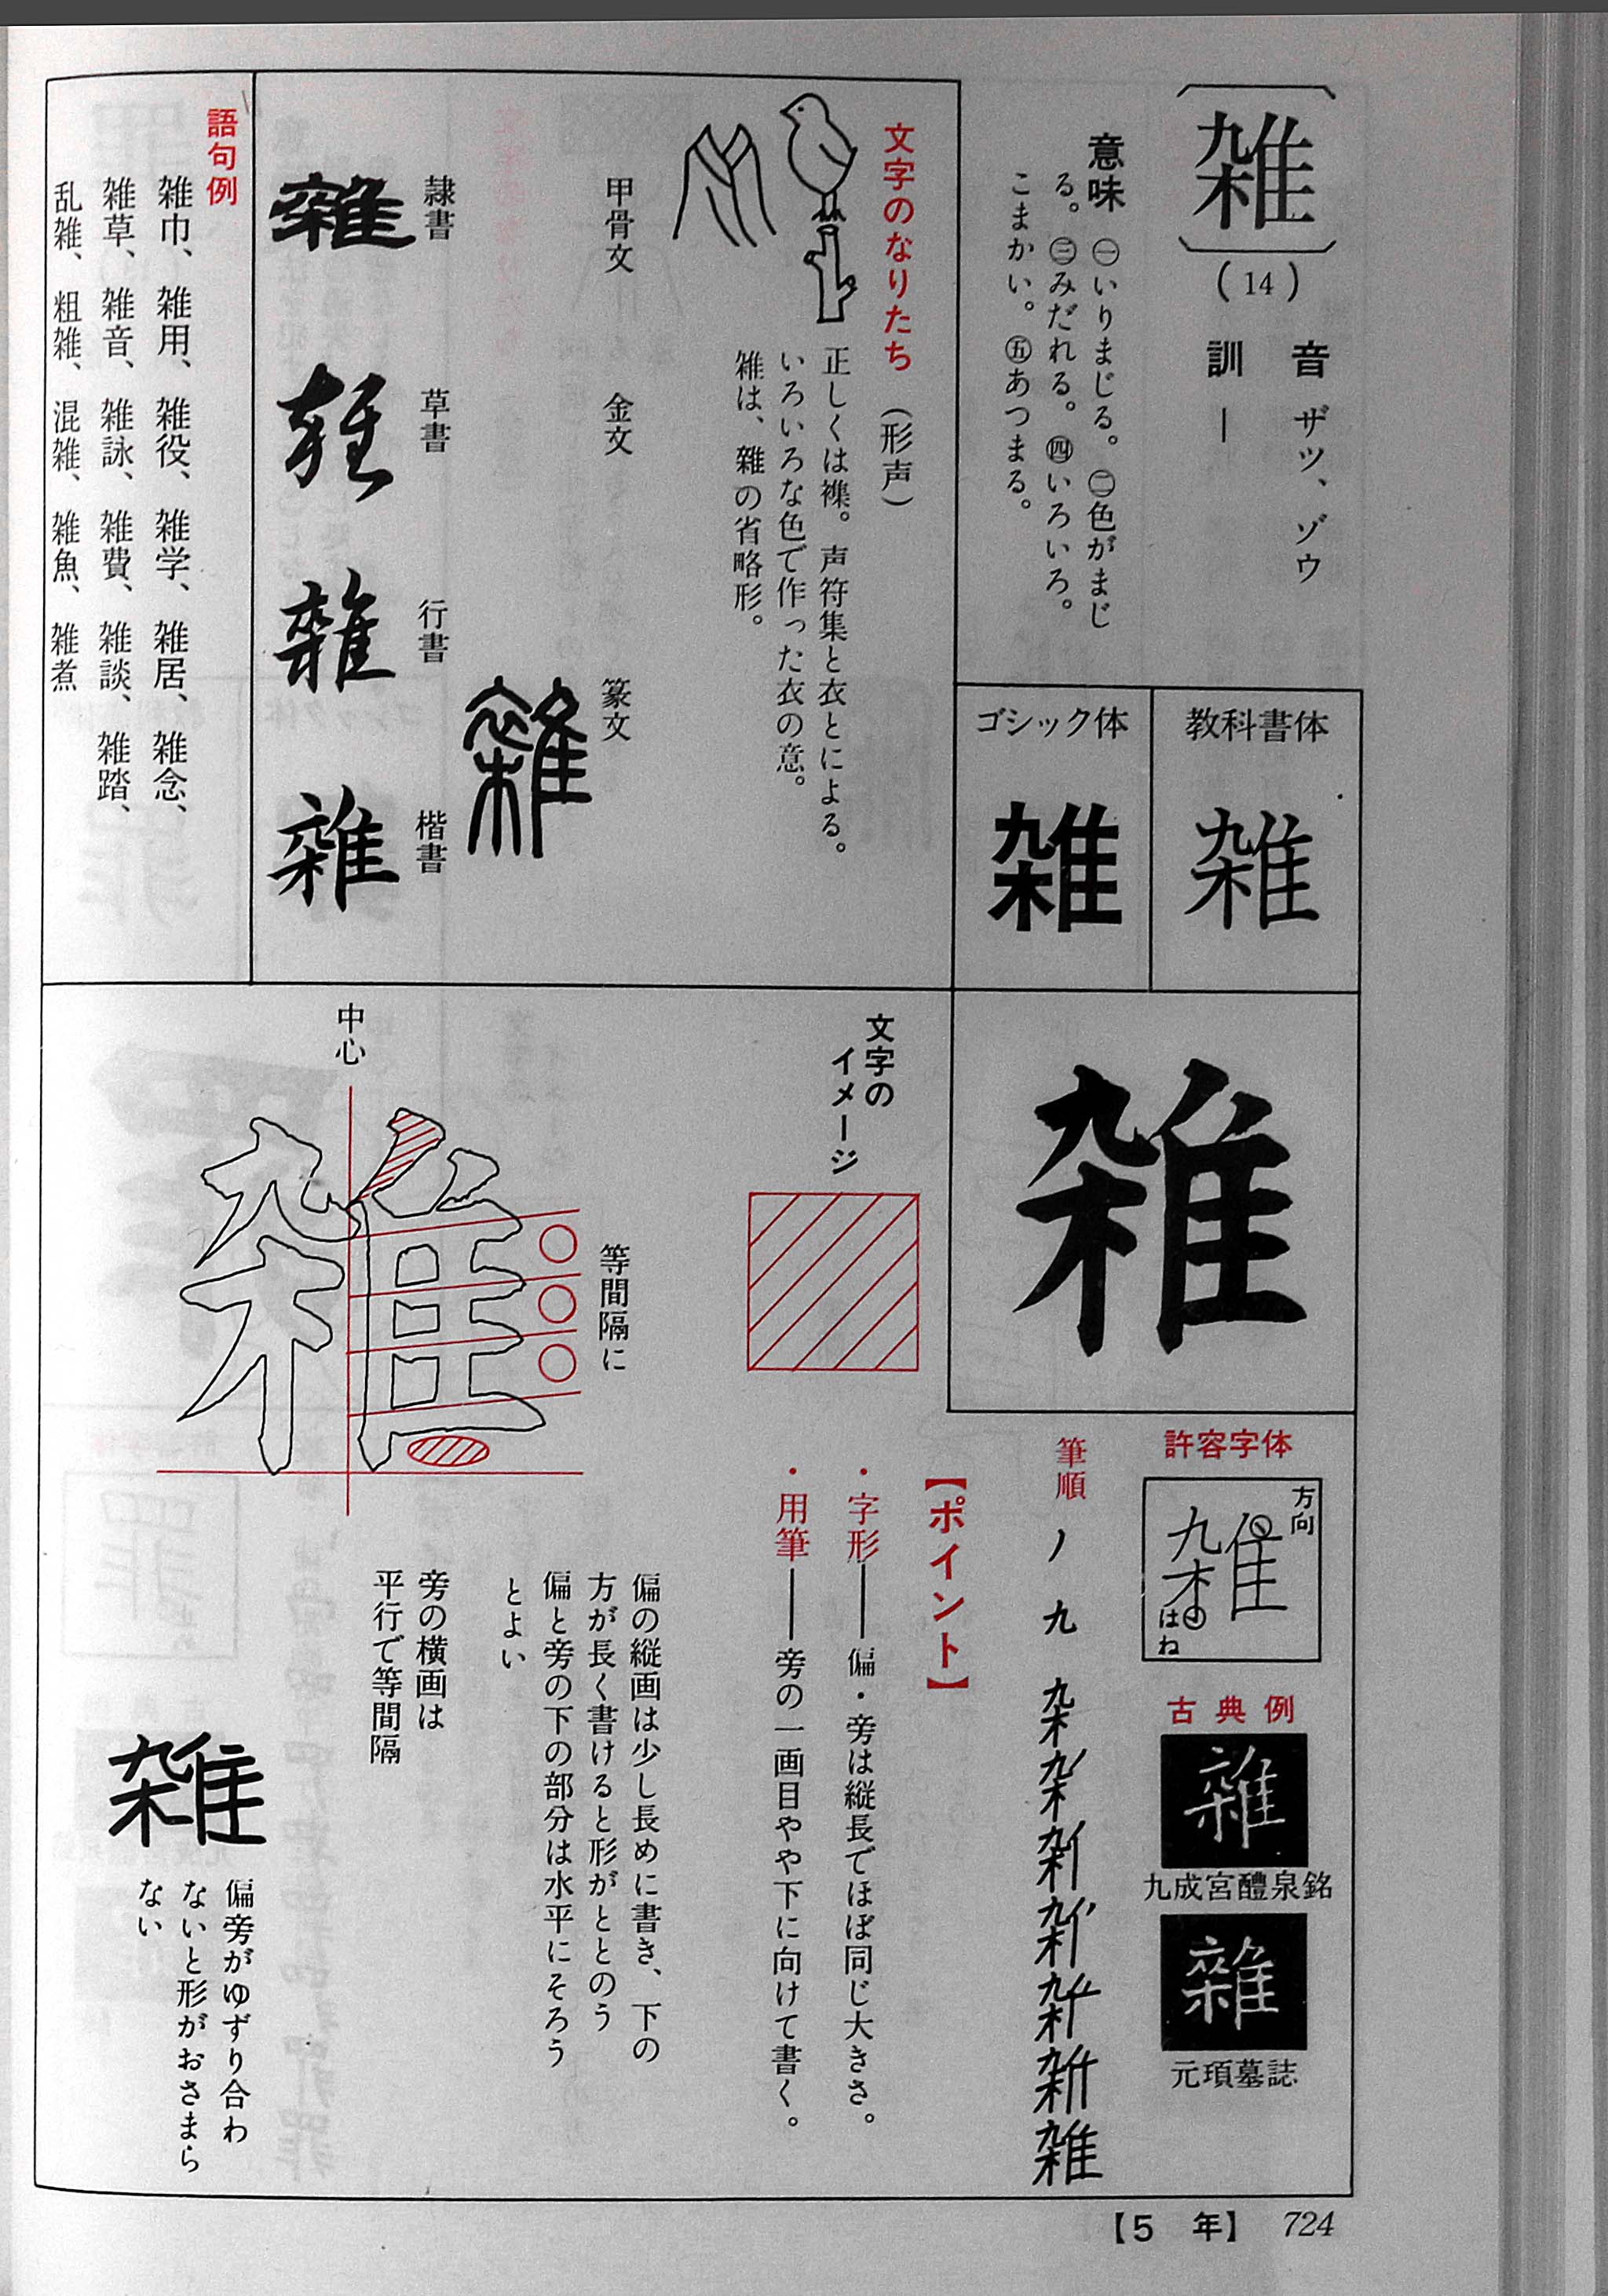 雑
(14)
音 ザツ、ゾウ
訓 ―
意味 ㊀いりまじる。㊁色がまじ
る。㊂みだれる。㊃いろいろ。
こまかい。㊄あつまる。
教科書体
雑
ゴシック体
雑
文字のなりたち (形声)
正しくは襍。声符集と衣とによる。
いろいろな色で作った衣の意。
雑は、雜の省略形。
甲骨文
金文
篆文
雜
隷書
雜
草書
雑
行書
雜
楷書
雜
語句例
雑巾、雑用、雑役、雑学、雑居、雑念、
雑草、雑音、雑詠、雑費、雑談、雑踏、
乱雑、粗雑、混雑、雑魚、雑煮
雑
許容字体
方向
雑
はね
古典例
雜
九成宮醴泉銘
雜
元頊墓誌
筆順
ノ 九 雑
文字の
イメージ
等間隔に
中心
雑
【ポイント】
・字形―偏・旁は縦長でほぼ同じ大きさ。
・用筆―旁の一画目やや下に向けて書く。
偏の縦画は少し長めに書き、下の
方が長く書けると形がととのう
偏と旁の下の部分は水平にそろう
とよい
旁の横画は
平行で等間隔
雑
偏旁がゆずり合わ
ないと形がおさまら
ない
【5 年】 724